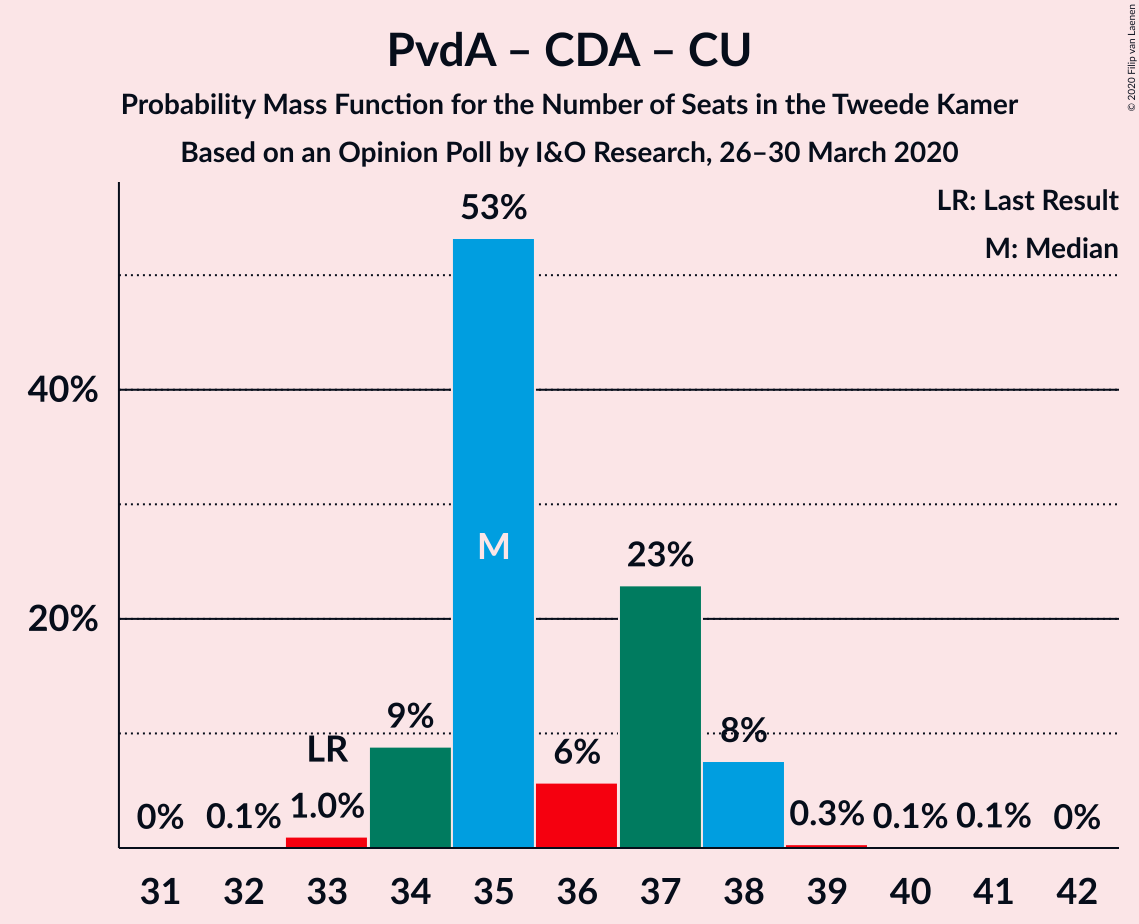 PvdA – CDA – CU
Probability Mass Function for the Number of Seats in the Tweede Kamer
Based on an Opinion Poll by I&O Research, 26–30 March 2020
© 2020 Filip van Laenen
LR: Last Result
M: Median
53%
40%
M
23%
20%
9%
8%
LR
6%
0% 0.1% 1.0% 0.3% 0.1% 0.1% 0%
31 32 33 34 35 36 37 38 39 40 41 42